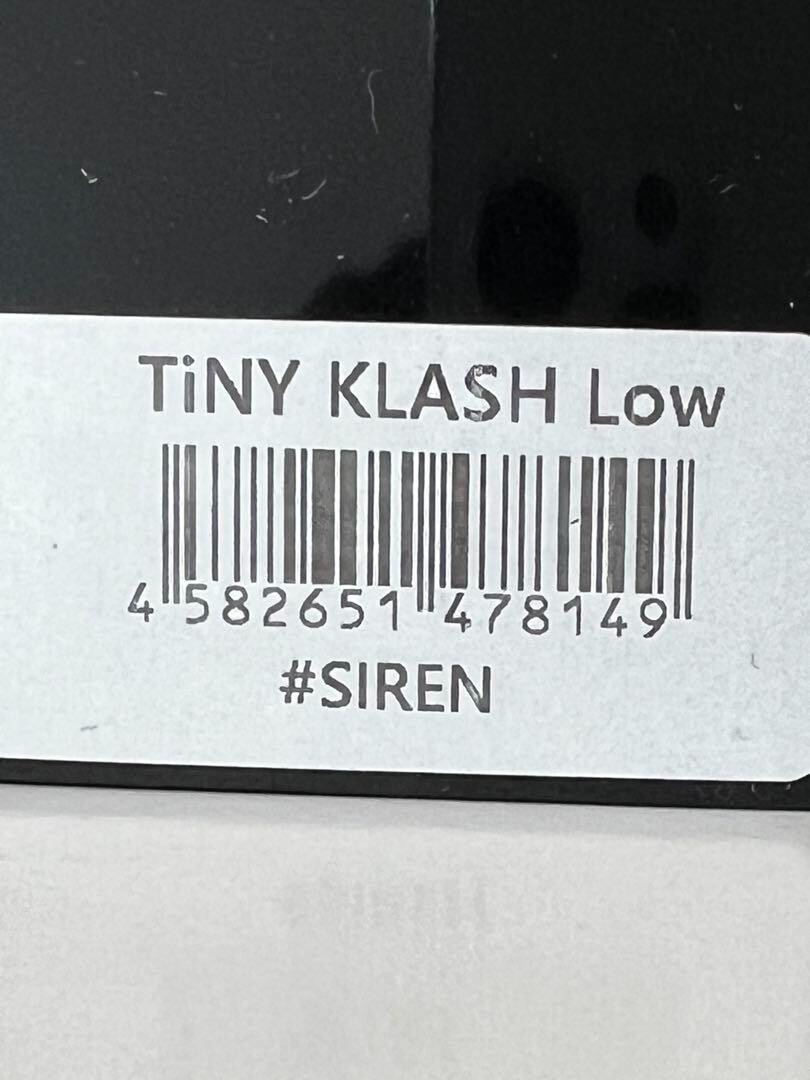 TiNY KLASH Low
4 582651 478149
#SIREN